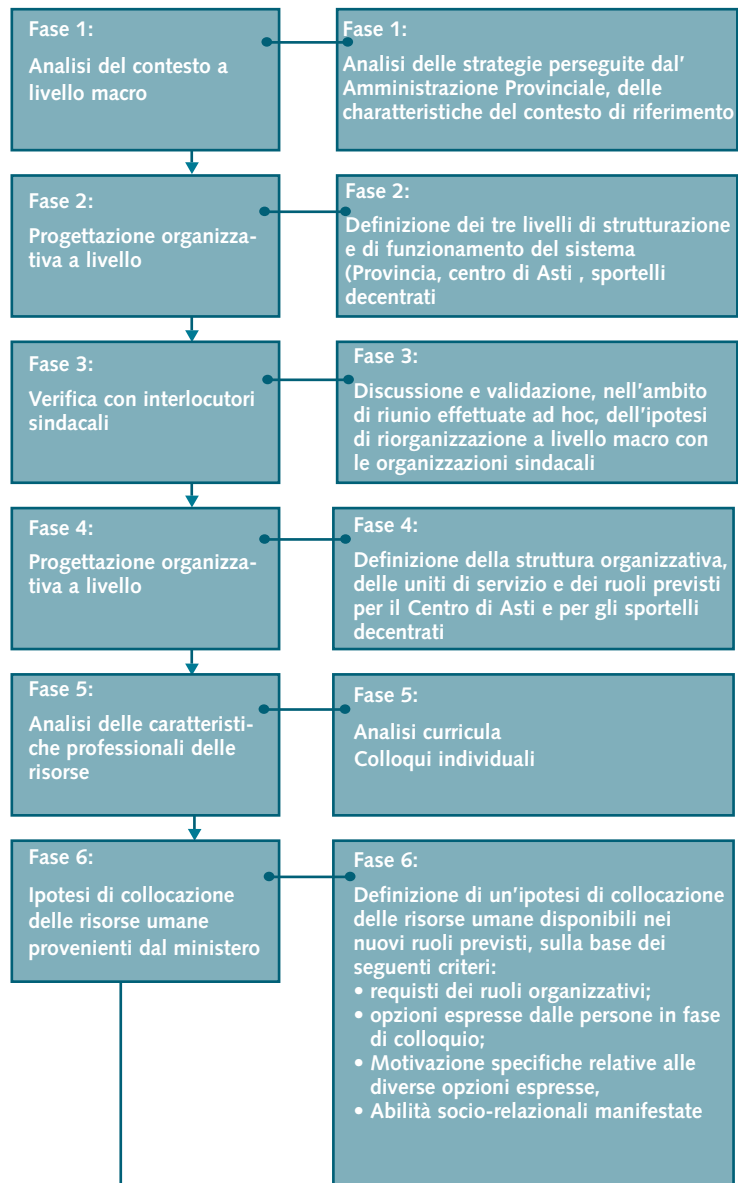 Fase 1:
Analisi del contesto a
livello macro
Fase 1:
Analisi delle strategie perseguite dal'
Amministrazione Provinciale, delle
charatteristiche del contesto di riferimento
Fase 2:
Progettazione organizza-
tiva a livello
Fase 2:
Definizione dei tre livelli di strutturazione
e di funzionamento del sistema
(Provincia, centro di Asti , sportelli
decentrati
Fase 3:
Verifica con interlocutori
sindacali
Fase 3:
Discussione e validazione, nell'ambito
di riunio effettuate ad hoc, dell'ipotesi
di riorganizzazione a livello macro con
le organizzazioni sindacali
Fase 4:
Progettazione organizza-
tiva a livello
Fase 4:
Definizione della struttura organizzativa,
delle uniti di servizio e dei ruoli previsti
per il Centro di Asti e per gli sportelli
decentrati
Fase 5:
Analisi delle caratteristi-
che professionali delle
risorse
Fase 5:
Analisi curricula
Colloqui individuali
Fase 6:
Ipotesi di collocazione
delle risorse umane
provenienti dal ministero
Fase 6:
Definizione di un'ipotesi di collocazione
delle risorse umane disponibili nei
nuovi ruoli previsti, sulla base dei
seguenti criteri:
• requisti dei ruoli organizzativi;
• opzioni espresse dalle persone in fase
di colloquio;
• Motivazione specifiche relative alle
diverse opzioni espresse,
• Abilità socio-relazionali manifestate